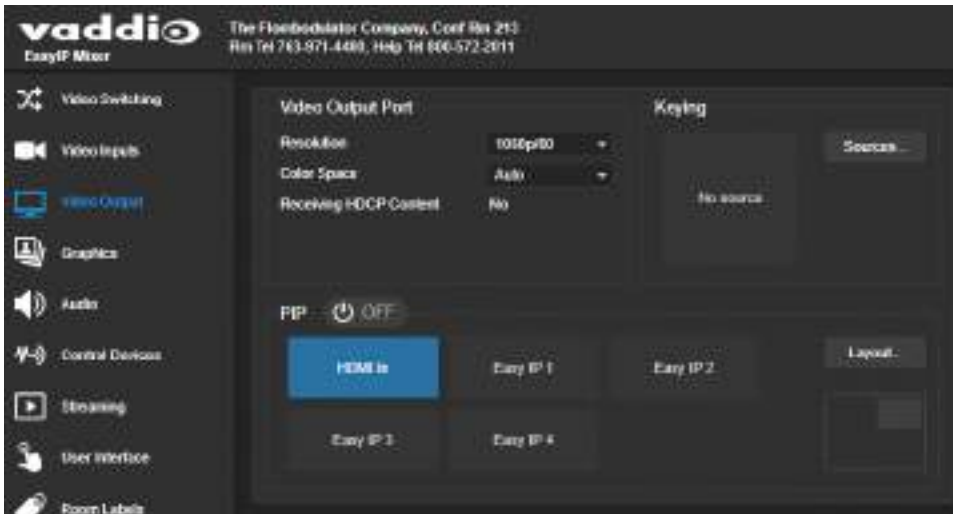 vaddio
EasyIP Mixer
The Flambodulator Company, Conf Rm 213
Rm Tel 763-971-4400, Help Tel 800-572-2011
Video Switching
Video Inputs
Video Output
Graphics
Audio
Control Devices
Streaming
User Interface
Room Labels
Video Output Port
Resolution 1080p/60
Color Space Auto
Receiving HDCP Content No
Keying
No source
Sources...
PIP OFF
HDMI In
Easy IP 1
Easy IP 2
Easy IP 3
Easy IP 4
Layout...